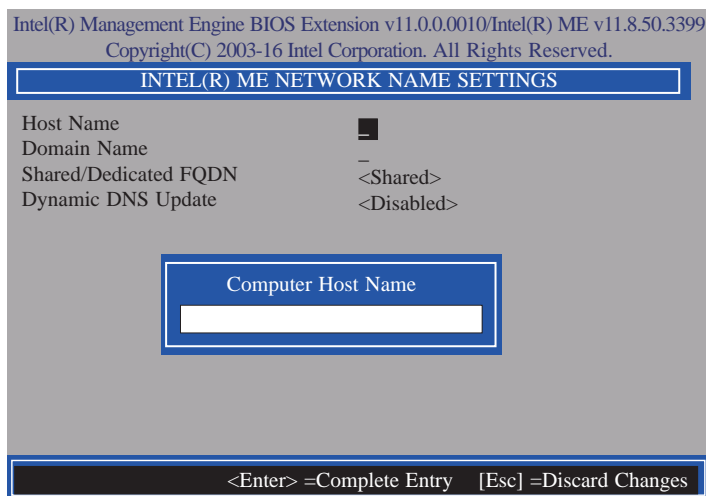 Intel(R) Management Engine BIOS Extension v11.0.0.0010/Intel(R) ME v11.8.50.3399
Copyright(C) 2003-16 Intel Corporation. All Rights Reserved.
INTEL(R) ME NETWORK NAME SETTINGS
Host Name _
Domain Name _
Shared/Dedicated FQDN <Shared>
Dynamic DNS Update <Disabled>
Computer Host Name
<Enter> =Complete Entry [Esc] =Discard Changes